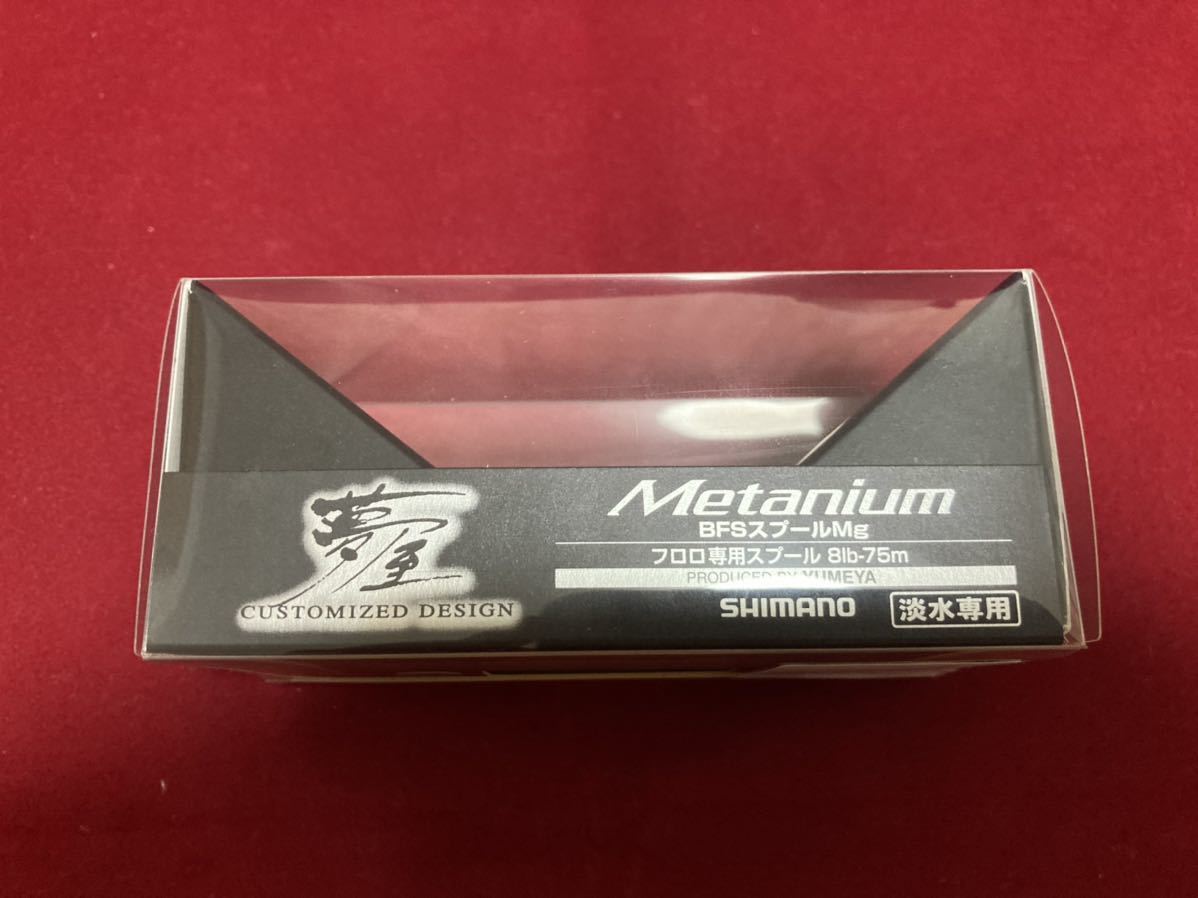 夢屋
CUSTOMIZED DESIGN
Metanium
BFSスプールMg
フロロ専用スプール 8lb-75m
PRODUCED BY YUMEYA
SHIMANO
淡水専用